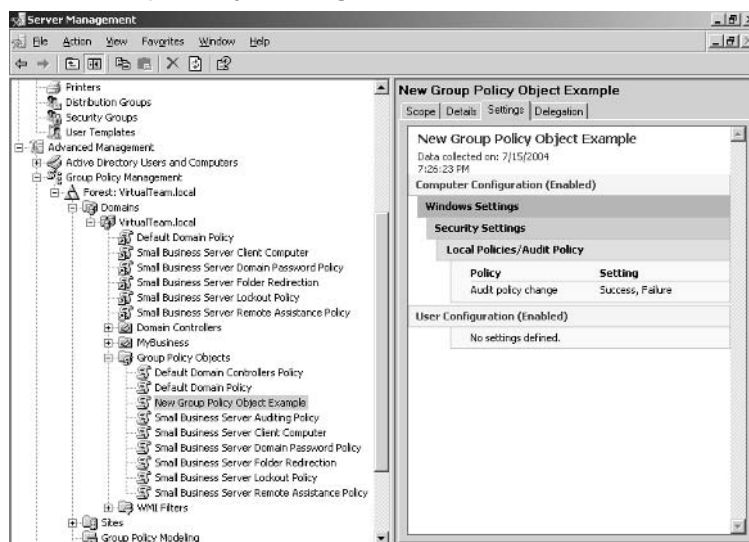 Server Management
File Action View Favorites Window Help
Printers
Distribution Groups
Security Groups
User Templates
Advanced Management
Active Directory Users and Computers
Group Policy Management
Forest: VirtualTeam.local
Domains
VirtualTeam.local
Default Domain Policy
Small Business Server Client Computer
Small Business Server Domain Password Policy
Small Business Server Folder Redirection
Small Business Server Lockout Policy
Small Business Server Remote Assistance Policy
Domain Controllers
MyBusiness
Group Policy Objects
Default Domain Controllers Policy
Default Domain Policy
New Group Policy Object Example
Small Business Server Auditing Policy
Small Business Server Client Computer
Small Business Server Domain Password Policy
Small Business Server Folder Redirection
Small Business Server Lockout Policy
Small Business Server Remote Assistance Policy
WMI Filters
Sites
Group Policy Modeling
New Group Policy Object Example
Scope Details Settings Delegation
New Group Policy Object Example
Data collected on: 7/15/2004
7:26:23 PM
Computer Configuration (Enabled)
Windows Settings
Security Settings
Local Policies/Audit Policy
Policy Setting
Audit policy change Success, Failure
User Configuration (Enabled)
No settings defined.